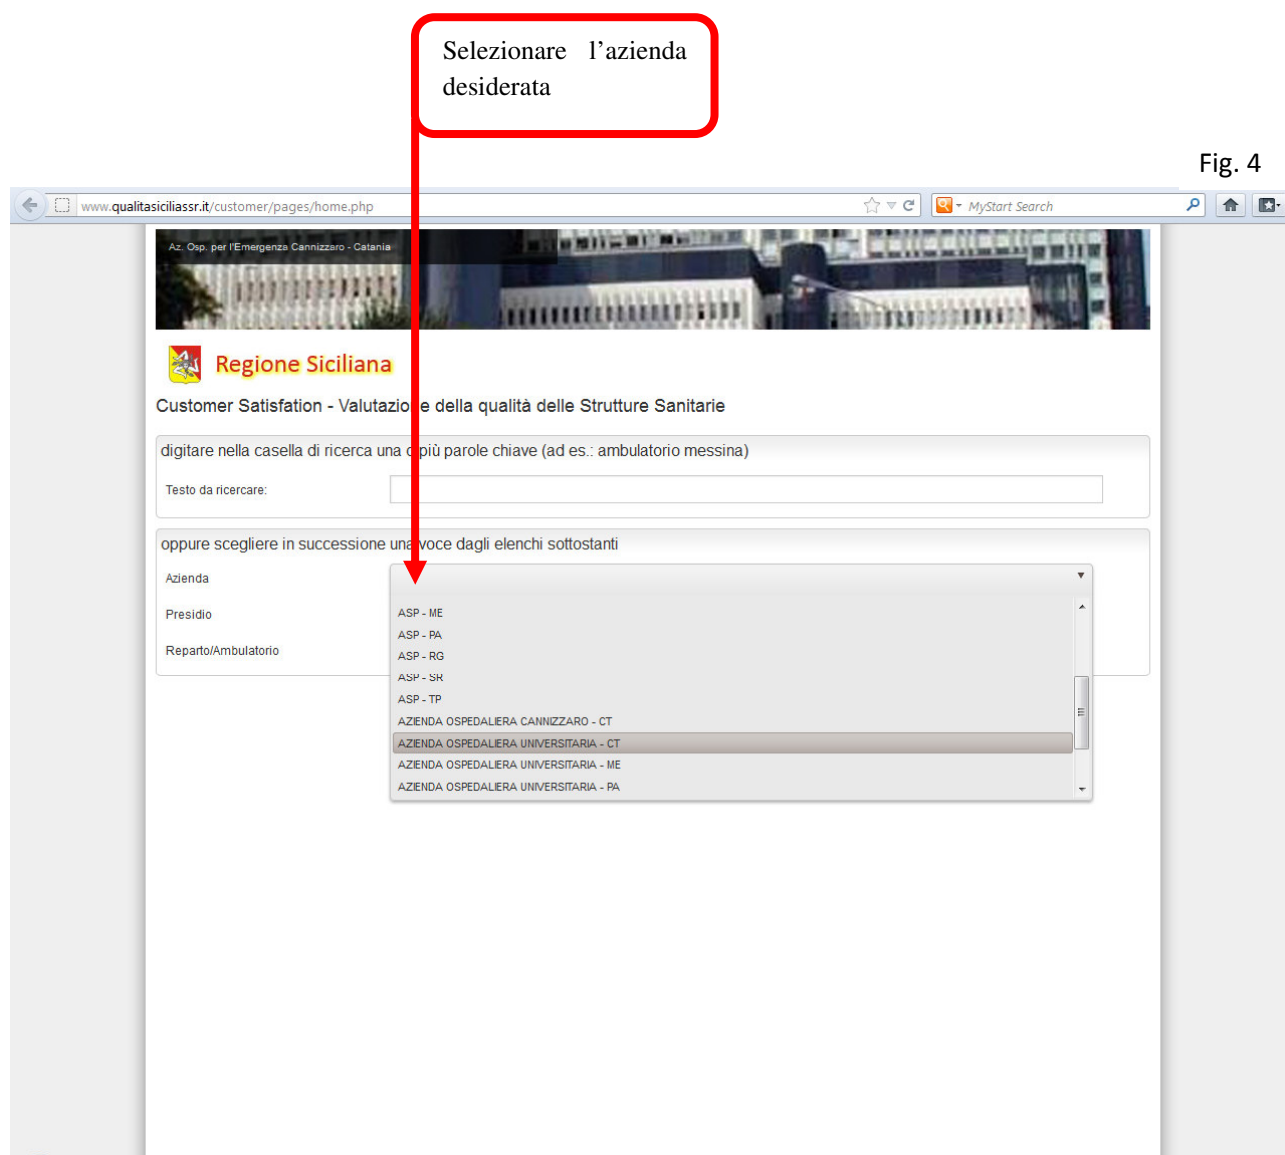 Selezionare l’azienda
desiderata
Fig. 4
www.qualitasiciliassr.it/customer/pages/home.php
MyStart Search
Az. Osp. per l'Emergenza Cannizzaro - Catania
Regione Siciliana
Customer Satisfation - Valutazione della qualità delle Strutture Sanitarie
digitare nella casella di ricerca una o più parole chiave (ad es.: ambulatorio messina)
Testo da ricercare:
oppure scegliere in successione una voce dagli elenchi sottostanti
Azienda
Presidio
Reparto/Ambulatorio
ASP - ME
ASP - PA
ASP - RG
ASP - SR
ASP - TP
AZIENDA OSPEDALIERA CANNIZZARO - CT
AZIENDA OSPEDALIERA UNIVERSITARIA - CT
AZIENDA OSPEDALIERA UNIVERSITARIA - ME
AZIENDA OSPEDALIERA UNIVERSITARIA - PA